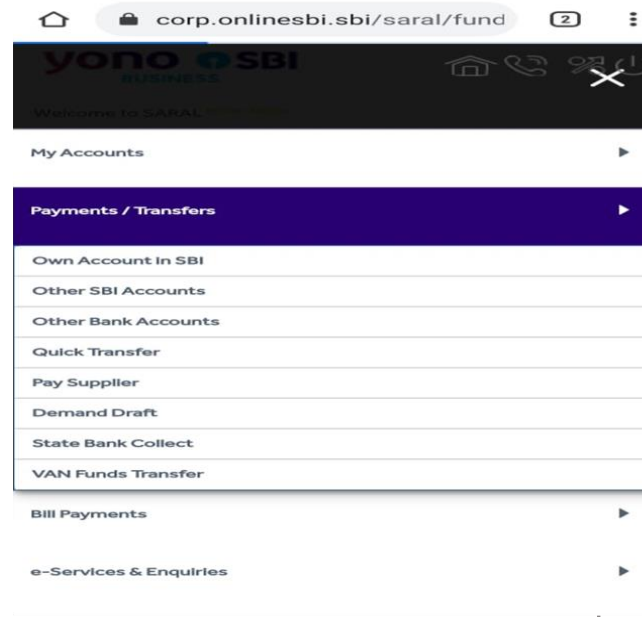 corp.onlinesbi.sbi/saral/fund
2
yono SBI
BUSINESS
Welcome to SARAL
My Accounts
Payments / Transfers
Own Account In SBI
Other SBI Accounts
Other Bank Accounts
Quick Transfer
Pay Supplier
Demand Draft
State Bank Collect
VAN Funds Transfer
Bill Payments
e-Services & Enquiries